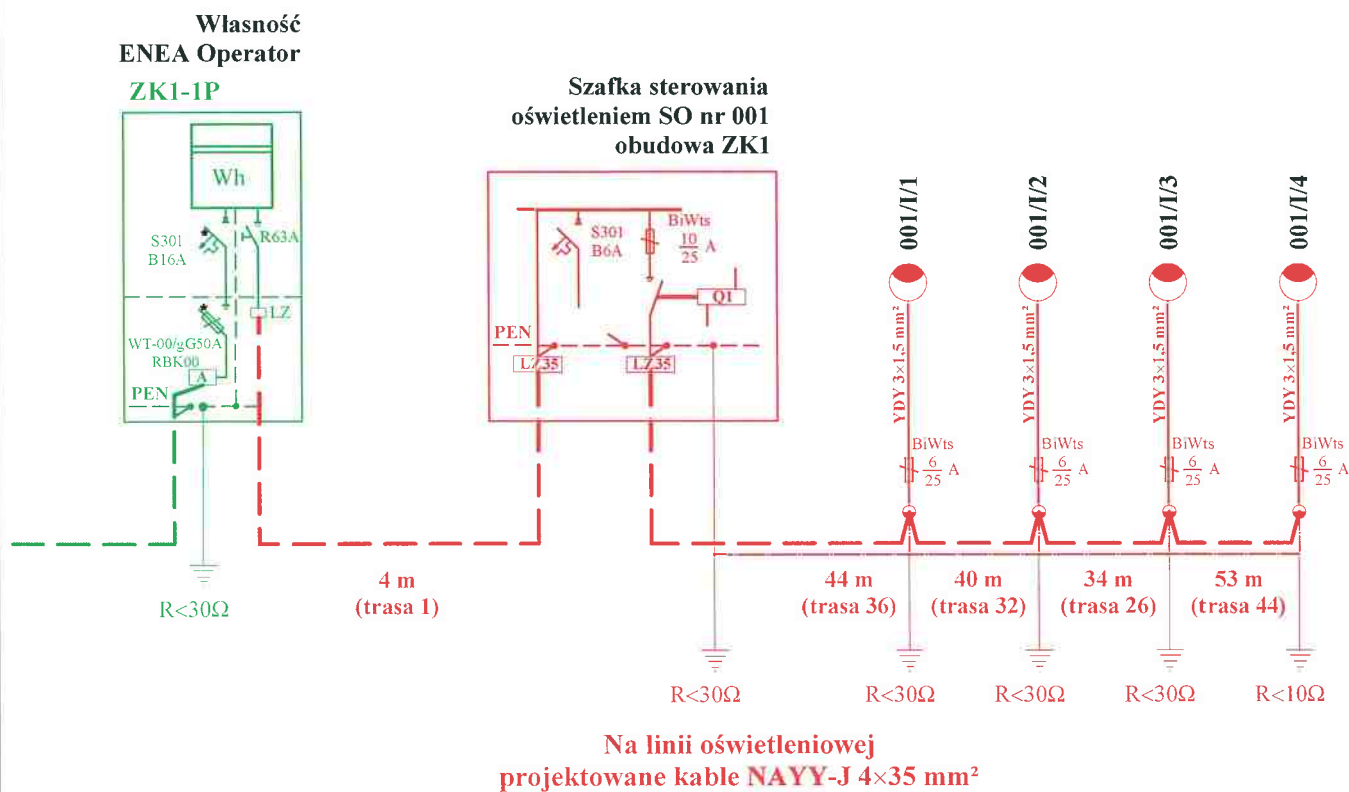 Własność
ENEA Operator
ZK1-1P
Wh
S301
B16A
R63A
LZ
WT-00/gG50A
RBK00
A
PEN
R<30Ω
4 m
(trasa 1)
Szafka sterowania
oświetleniem SO nr 001
obudowa ZK1
S301
B6A
BiWts
10
25
A
Q1
PEN
LZ35
LZ35
R<30Ω
001/I/1
001/I/2
001/I/3
001/I/4
YDY 3×1,5 mm²
YDY 3×1,5 mm²
YDY 3×1,5 mm²
YDY 3×1,5 mm²
BiWts
6
25
A
BiWts
6
25
A
BiWts
6
25
A
BiWts
6
25
A
44 m
(trasa 36)
40 m
(trasa 32)
34 m
(trasa 26)
53 m
(trasa 44)
R<30Ω
R<30Ω
R<30Ω
R<10Ω
Na linii oświetleniowej
projektowane kable NAYY-J 4×35 mm²